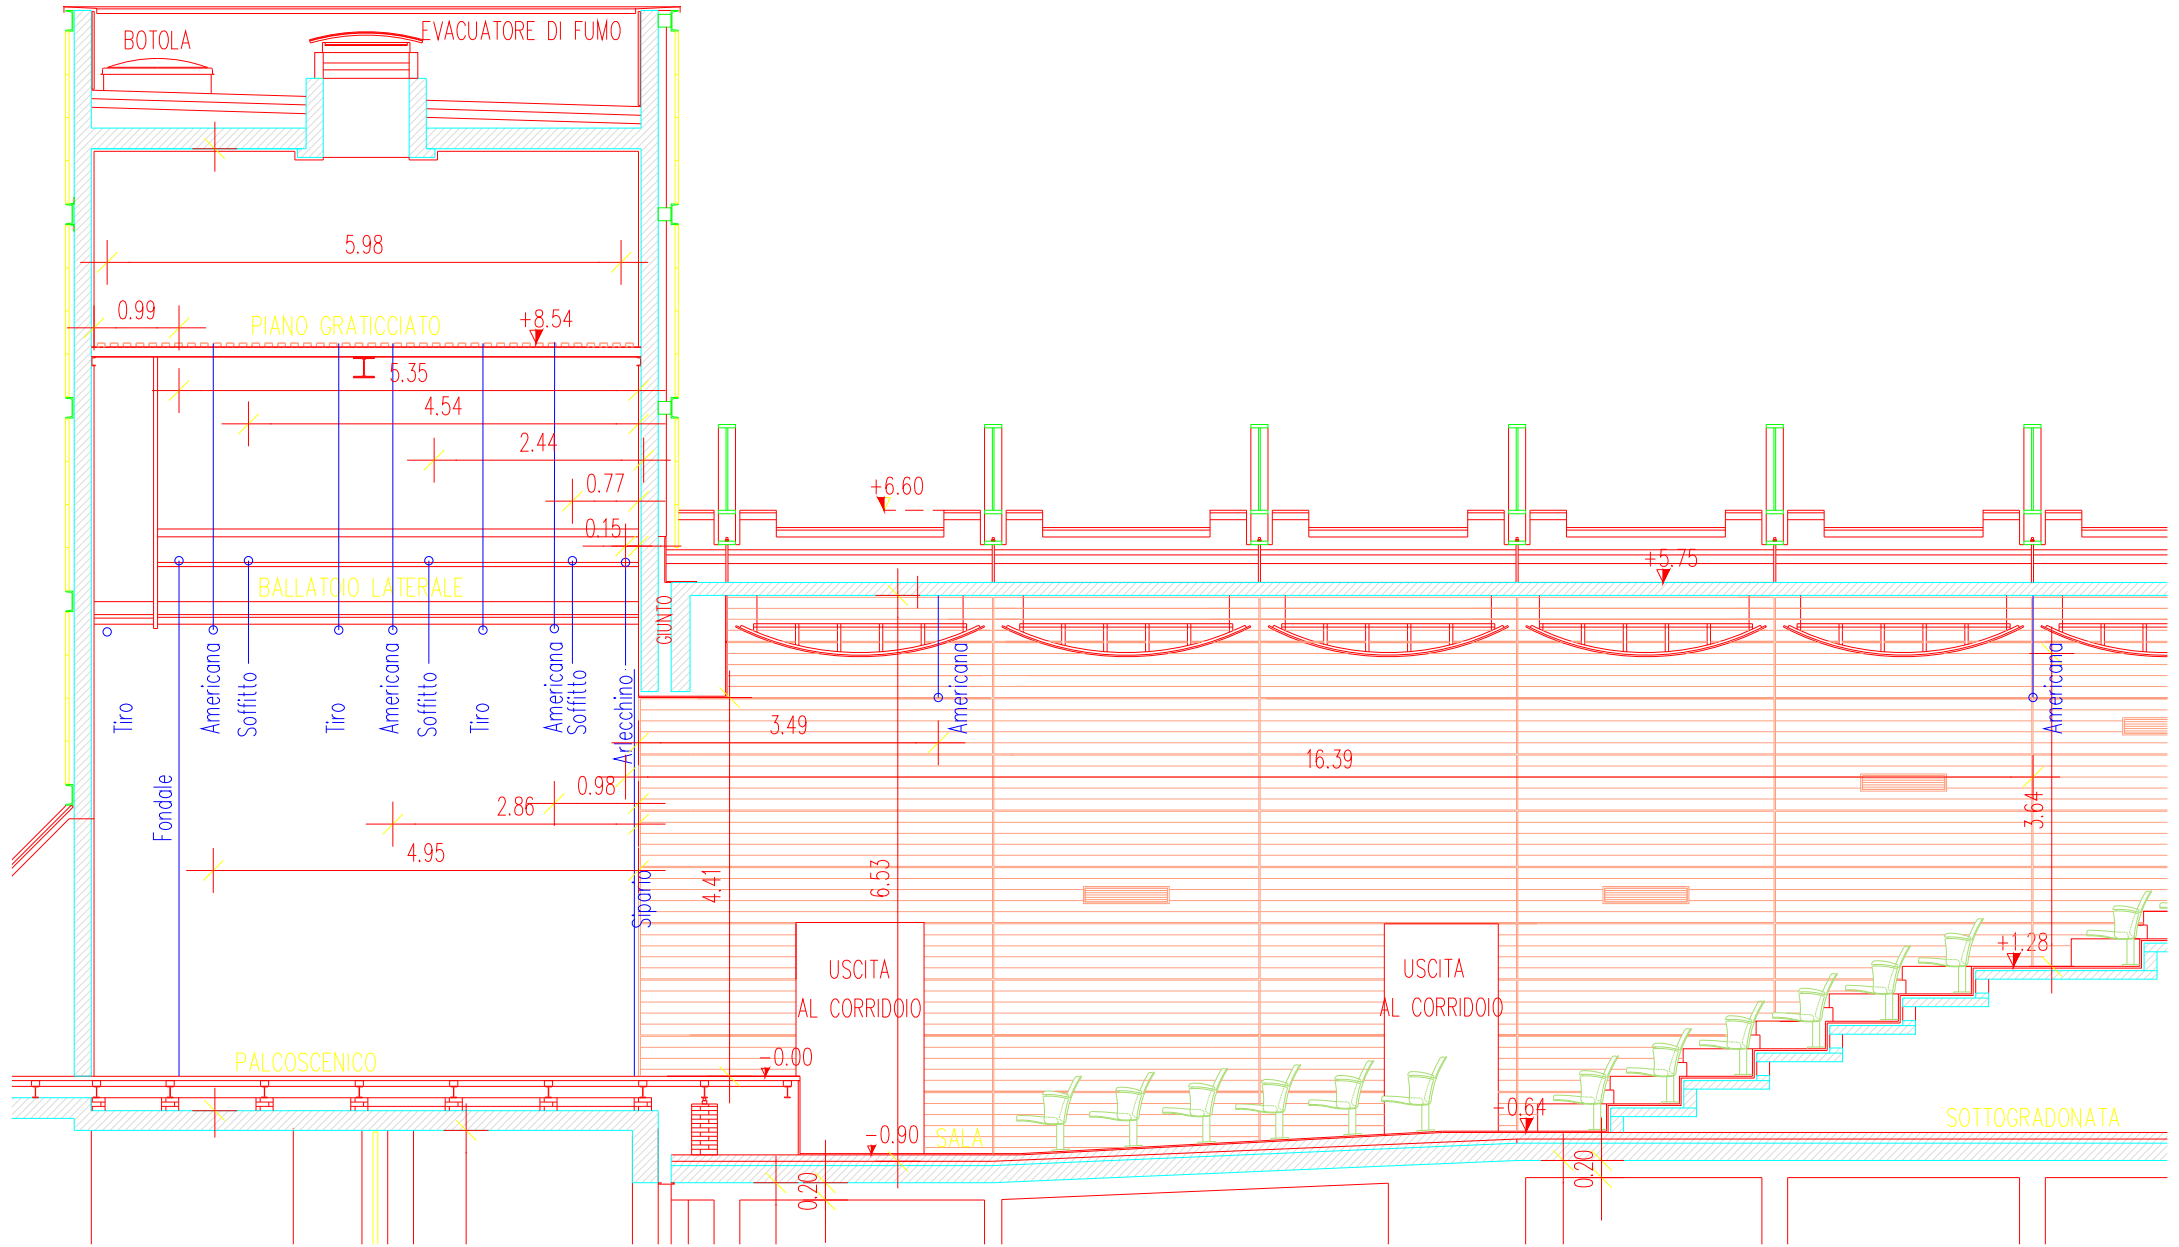 BOTOLA
EVACUATORE DI FUMO
5.98
0.99
PIANO GRATICCIATO
+8.54
5.35
4.54
2.44
0.77
+6.60
0.15
+5.75
BALLATOIO LATERALE
GIUNTO
Tiro
Americana
Soffitto
Tiro
Americana
Soffitto
Tiro
Americana
Soffitto
Arlecchino
Americana
Americana
3.49
16.39
Fondale
0.98
2.86
3.64
4.95
Sipario
4.41
6.53
USCITA
AL CORRIDOIO
USCITA
AL CORRIDOIO
+1.28
PALCOSCENICO
-0.00
-0.64
SOTTOGRADONATA
-0.90
SALA
0.20
0.20